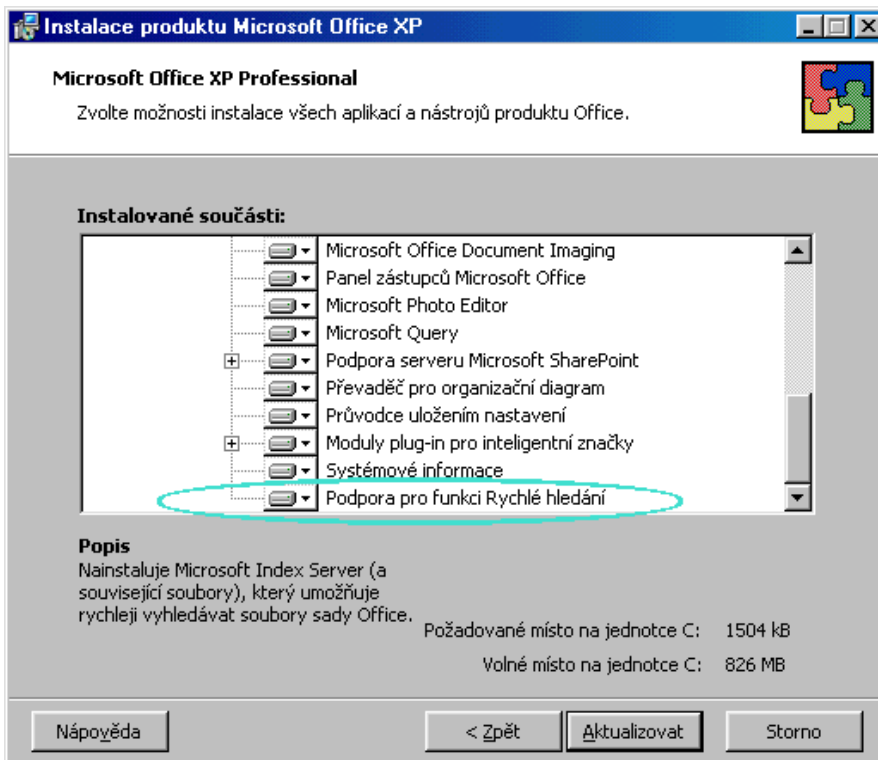 Instalace produktu Microsoft Office XP
Microsoft Office XP Professional
Zvolte možnosti instalace všech aplikací a nástrojů produktu Office.
Instalované součásti:
Microsoft Office Document Imaging
Panel zástupců Microsoft Office
Microsoft Photo Editor
Microsoft Query
Podpora serveru Microsoft SharePoint
Převaděč pro organizační diagram
Průvodce uložením nastavení
Moduly plug-in pro inteligentní značky
Systémové informace
Podpora pro funkci Rychlé hledání
Popis
Nainstaluje Microsoft Index Server (a
související soubory), který umožňuje
rychleji vyhledávat soubory sady Office.
Požadované místo na jednotce C: 1504 kB
Volné místo na jednotce C: 826 MB
Nápověda
< Zpět
Aktualizovat
Storno